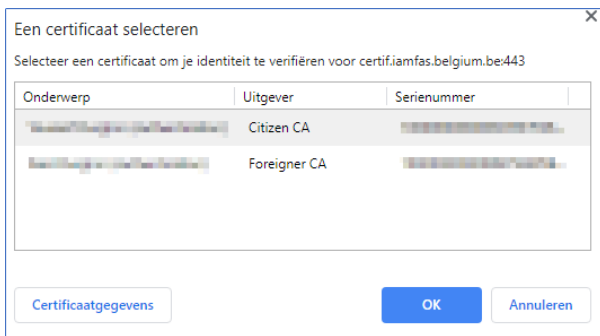 Een certificaat selecteren
Selecteer een certificaat om je identiteit te verifiëren voor certif.iamfas.belgium.be:443
Onderwerp Uitgever Serienummer
Citizen CA
Foreigner CA
Certificaatgegevens OK Annuleren